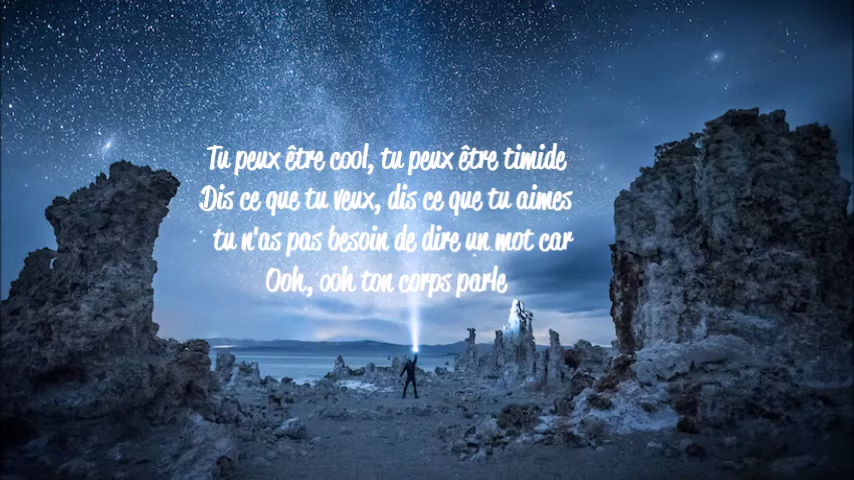 Tu peux être cool, tu peux être timide
Dis ce que tu veux, dis ce que tu aimes
tu n'as pas besoin de dire un mot car
Ooh, ooh ton corps parle